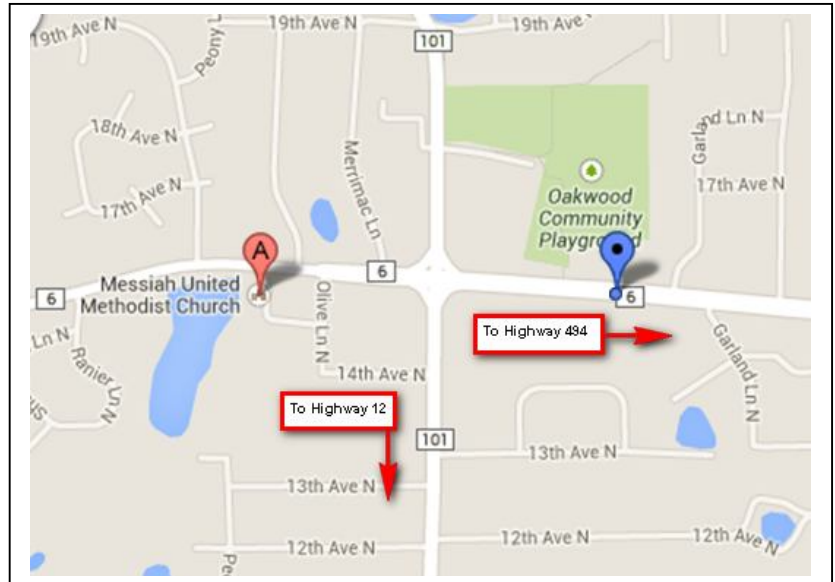 19th Ave N
Peony L
19th Ave N
101
19th Ave
18th Ave N
17th Ave N
Merrimac Ln
Garland Ln N
17th Ave N
Oakwood
Community
Playground
A
6
6
6
Messiah United
Methodist Church
Olive Ln N
To Highway 494
Ln N
Ranier Ln N
14th Ave N
Garland Ln N
To Highway 12
101
13th Ave N
13th Ave N
12th Ave N
12th Ave N
12th Ave N
Pe